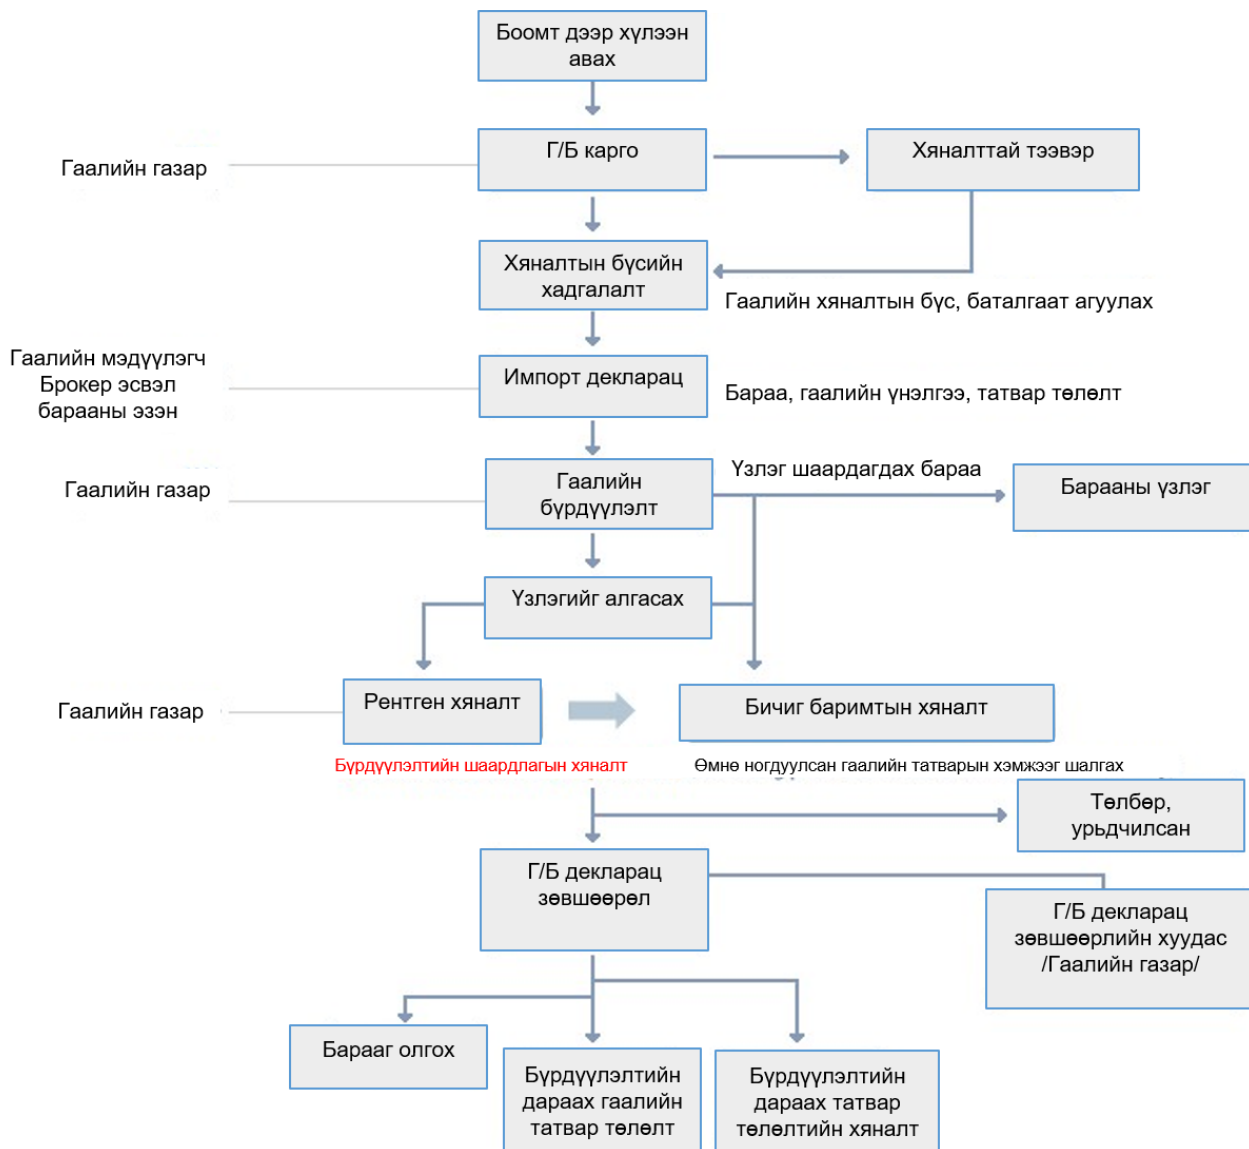 Боомт дээр хүлээн
авах
Гаалийн газар
Г/Б карго
Хяналттай тээвэр
Хяналтын бүсийн
хадгалалт
Гаалийн хяналтын бүс, баталгаат агуулах
Гаалийн мэдүүлэгч
Брокер эсвэл
барааны эзэн
Импорт декларац
Бараа, гаалийн үнэлгээ, татвар төлөлт
Гаалийн газар
Гаалийн
бүрдүүлэлт
Үзлэг шаардагдах бараа
Барааны үзлэг
Үзлэгийг алгасах
Гаалийн газар
Рентген хяналт
Бичиг баримтын хяналт
Бүрдүүлэлтийн шаардлагын хяналт
Өмнө ногдуулсан гаалийн татварын хэмжээг шалгах
Төлбөр,
урьдчилсан
Г/Б декларац
зөвшөөрөл
Г/Б декларац
зөвшөөрлийн хуудас
/Гаалийн газар/
Барааг олгох
Бүрдүүлэлтийн
дараах гаалийн
татвар төлөлт
Бүрдүүлэлтийн
дараах татвар
төлөлтийн хяналт